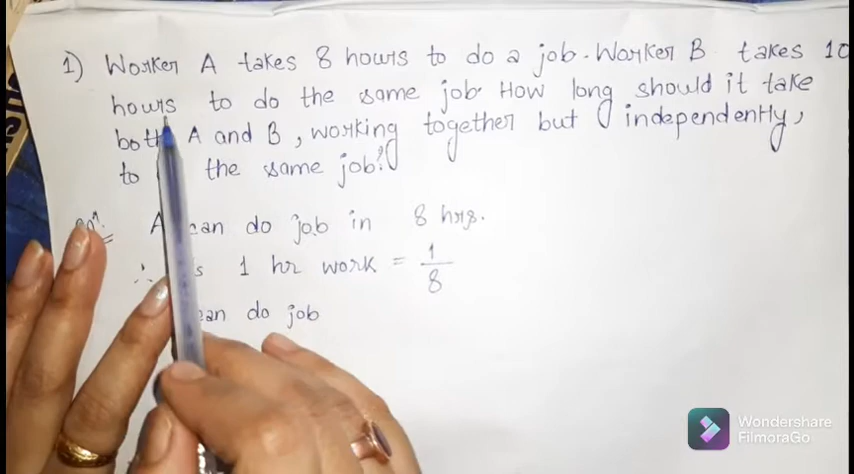 1) Worker A takes 8 hours to do a job. Worker B takes 10
hours to do the same job. How long should it take
both A and B, working together but independently,
to the same job?
Soln. A can do job in 8 hrs.
∴ 1 hr work = 1/8
can do job
Wondershare
FilmoraGo